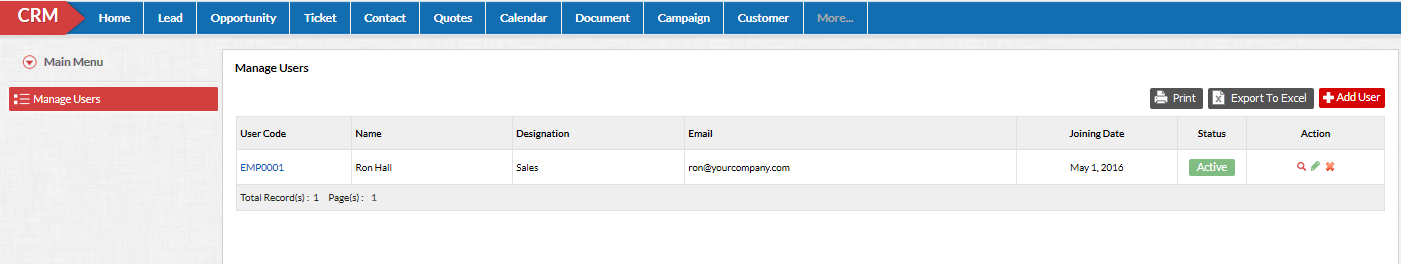 CRM Home Lead Opportunity Ticket Contact Quotes Calendar Document Campaign Customer More...
Main Menu
Manage Users
Manage Users
Print Export To Excel Add User
User Code Name Designation Email Joining Date Status Action
EMP0001 Ron Hall Sales ron@yourcompany.com May 1, 2016 Active
Total Record(s) : 1 Page(s) : 1